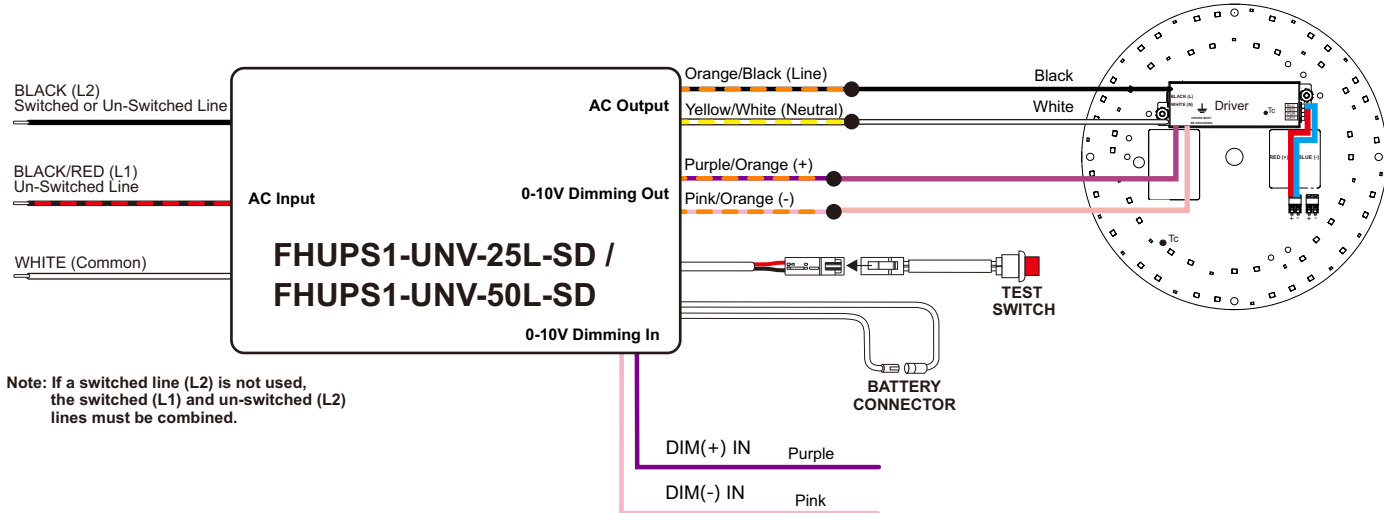 BLACK (L2)
Switched or Un-Switched Line
BLACK/RED (L1)
Un-Switched Line
WHITE (Common)
AC Input
AC Output
0-10V Dimming Out
FHUPS1-UNV-25L-SD /
FHUPS1-UNV-50L-SD
0-10V Dimming In
Orange/Black (Line)
Yellow/White (Neutral)
Purple/Orange (+)
Pink/Orange (-)
Black
White
BLACK (L)
WHITE (N)
Driver
Tc
RED (+)
BLUE (-)
+ -
+ -
Tc
TEST
SWITCH
BATTERY
CONNECTOR
Note: If a switched line (L2) is not used,
the switched (L1) and un-switched (L2)
lines must be combined.
DIM(+) IN
Purple
DIM(-) IN
Pink